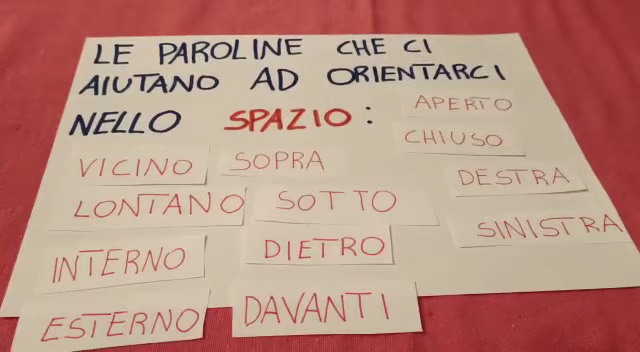 LE PAROLINE CHE CI
AIUTANO AD ORIENTARCI
NELLO SPAZIO:
APERTO
CHIUSO
VICINO SOPRA
DESTRA
LONTANO SOTTO
SINISTRA
INTERNO DIETRO
ESTERNO DAVANTI